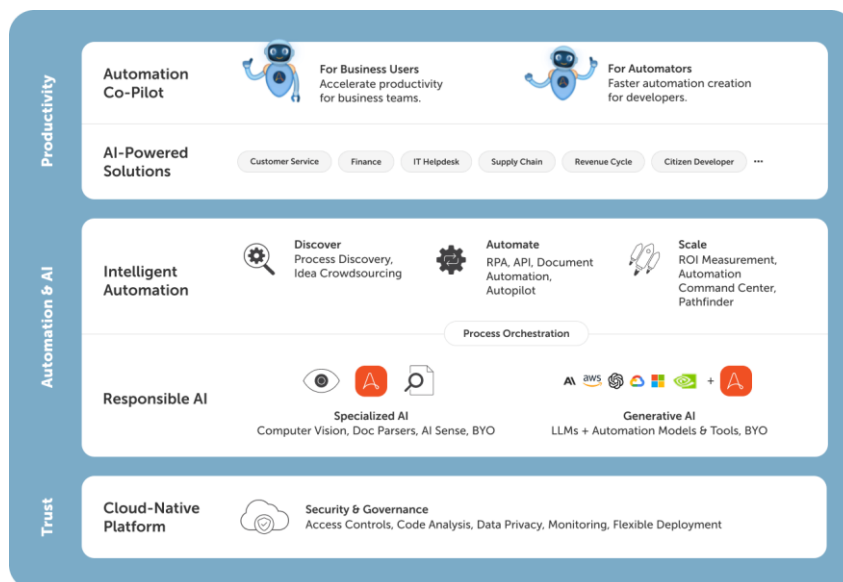 Productivity
Automation
Co-Pilot
For Business Users
Accelerate productivity
for business teams.
For Automators
Faster automation creation
for developers.
AI-Powered
Solutions
Customer Service
Finance
IT Helpdesk
Supply Chain
Revenue Cycle
Citizen Developer
...
Automation & AI
Intelligent
Automation
Discover
Process Discovery,
Idea Crowdsourcing
Automate
RPA, API, Document
Automation,
Autopilot
Scale
ROI Measurement,
Automation
Command Center,
Pathfinder
Process Orchestration
Responsible AI
Specialized AI
Computer Vision, Doc Parsers, AI Sense, BYO
aws
+
Generative AI
LLMs + Automation Models & Tools, BYO
Trust
Cloud-Native
Platform
Security & Governance
Access Controls, Code Analysis, Data Privacy, Monitoring, Flexible Deployment